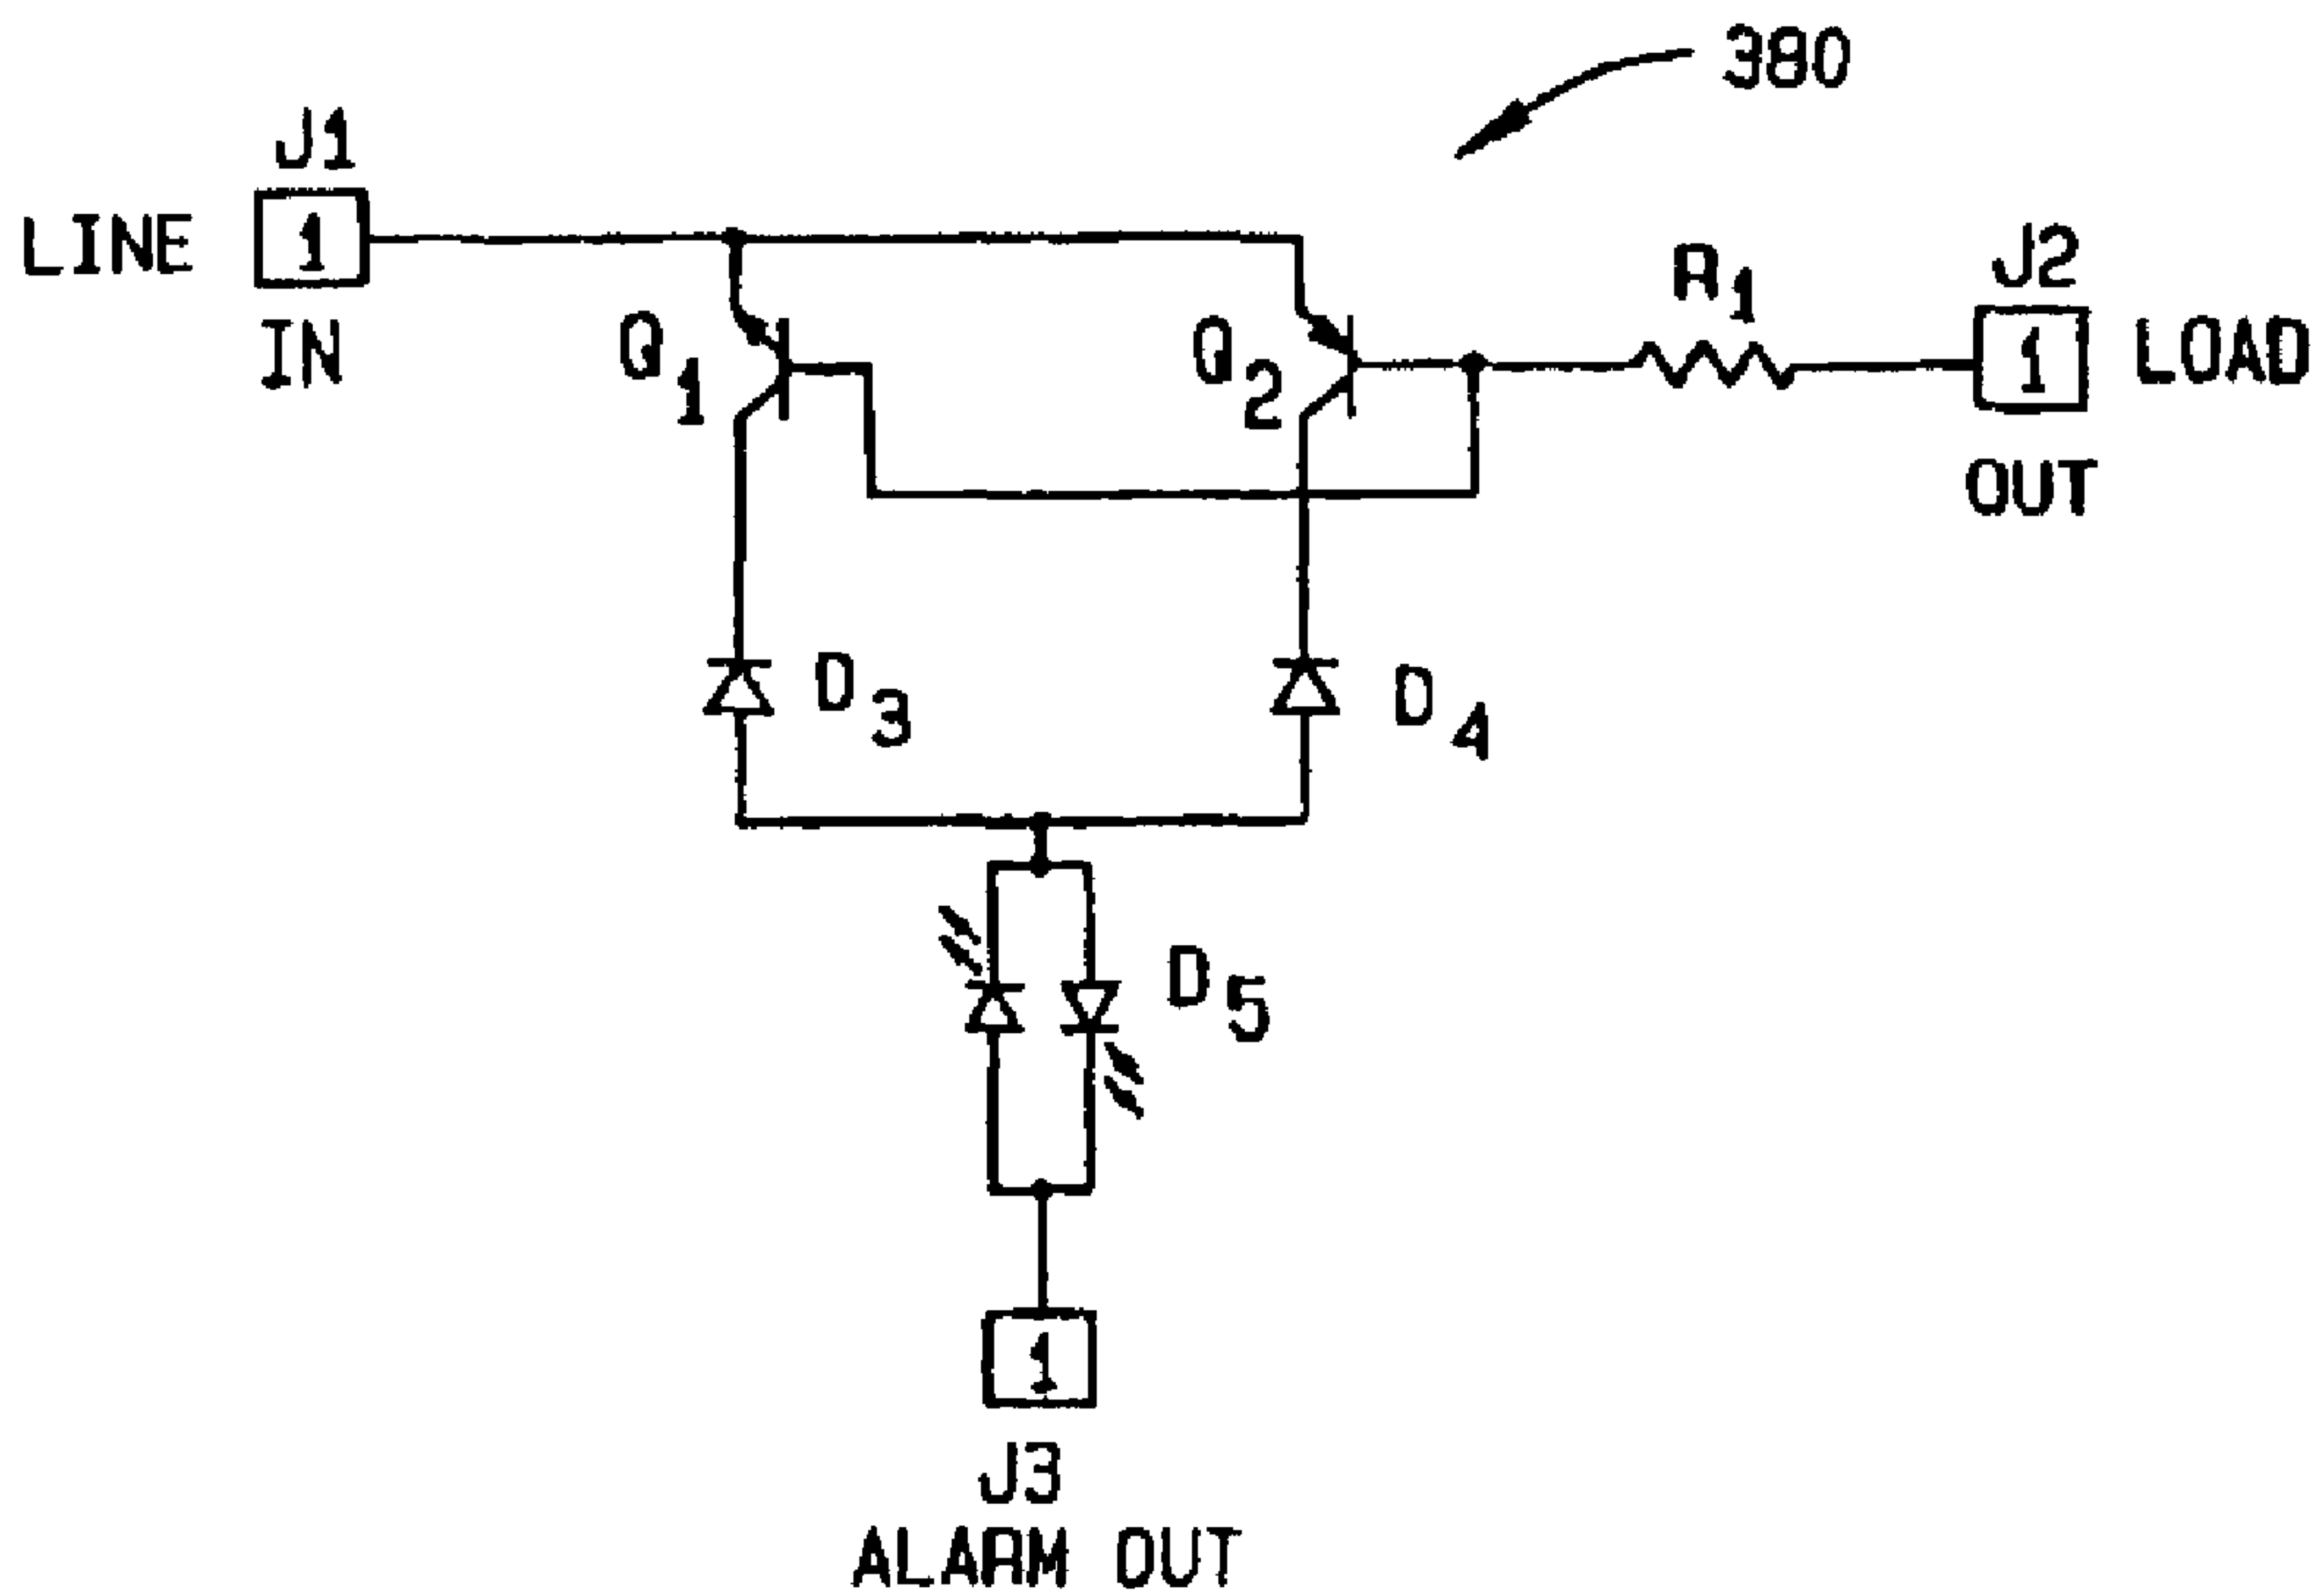 380
J1
LINE 1
IN
Q1
Q2
R1
J2
1 LOAD
OUT
D3
D4
D5
1
J3
ALARM OUT